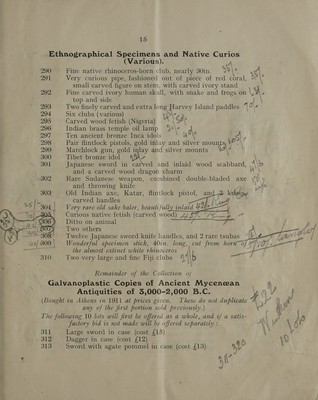 15
Ethnographical Specimens and Native Curios
(Various).
290 Fine native rhinoceros-horn club, nearly 30in.
291 Very curious pipe, fashioned out of piece of red coral,
small carved figure on stem, with carved ivory stand
292 Fine carved ivory human skull, with snake and frogs on
top and side
293 Two finely carved and extra long Harvey Island paddles
294 Six clubs (various)
295 Carved wood fetish (Nigeria)
296 Indian brass temple oil lamp
297 Ten ancient bronze Inca idols
298 Pair flintlock pistols, gold inlay and silver mounts
299 Matchlock gun, gold inlay and silver mounts
300 Tibet bronze idol
301 Japanese sword in carved and inlaid wood scabbard,
and a carved wood dragon charm
302 Rare Sudanese weapon, combined double-bladed axe
and throwing knife
303 Old Indian axe, Katar, flintlock pistol, and 2
carved handles
304 Very rare old sake baler, beautifully inlaid
305 Curious native fetish (carved wood)
306 Ditto on animal
307 Two others
308 Twelve Japanese sword knife handles, and 2 rare tsubas
309 Wonderful specimen stick, 40in. long, cut from horn
the almost extinct white rhinoceros
310 Two very large and fine Fiji clubs
Remainder of the Collection of
Galvanoplastic Copies of Ancient Mycenæan
Antiquities of 3,000-2,000 B.C.
(Bought in Athens in 1911 at prices given. These do not duplicate
any of the first portion sold previously.)
The following 10 lots will first be offered as a whole, and if a satis-
factory bid is not made will be offered separately:
311 Large sword in case (cost £15)
312 Dagger in case (cost £12)
313 Sword with agate pommel in case (cost £13)
£22
10 lots
311-320